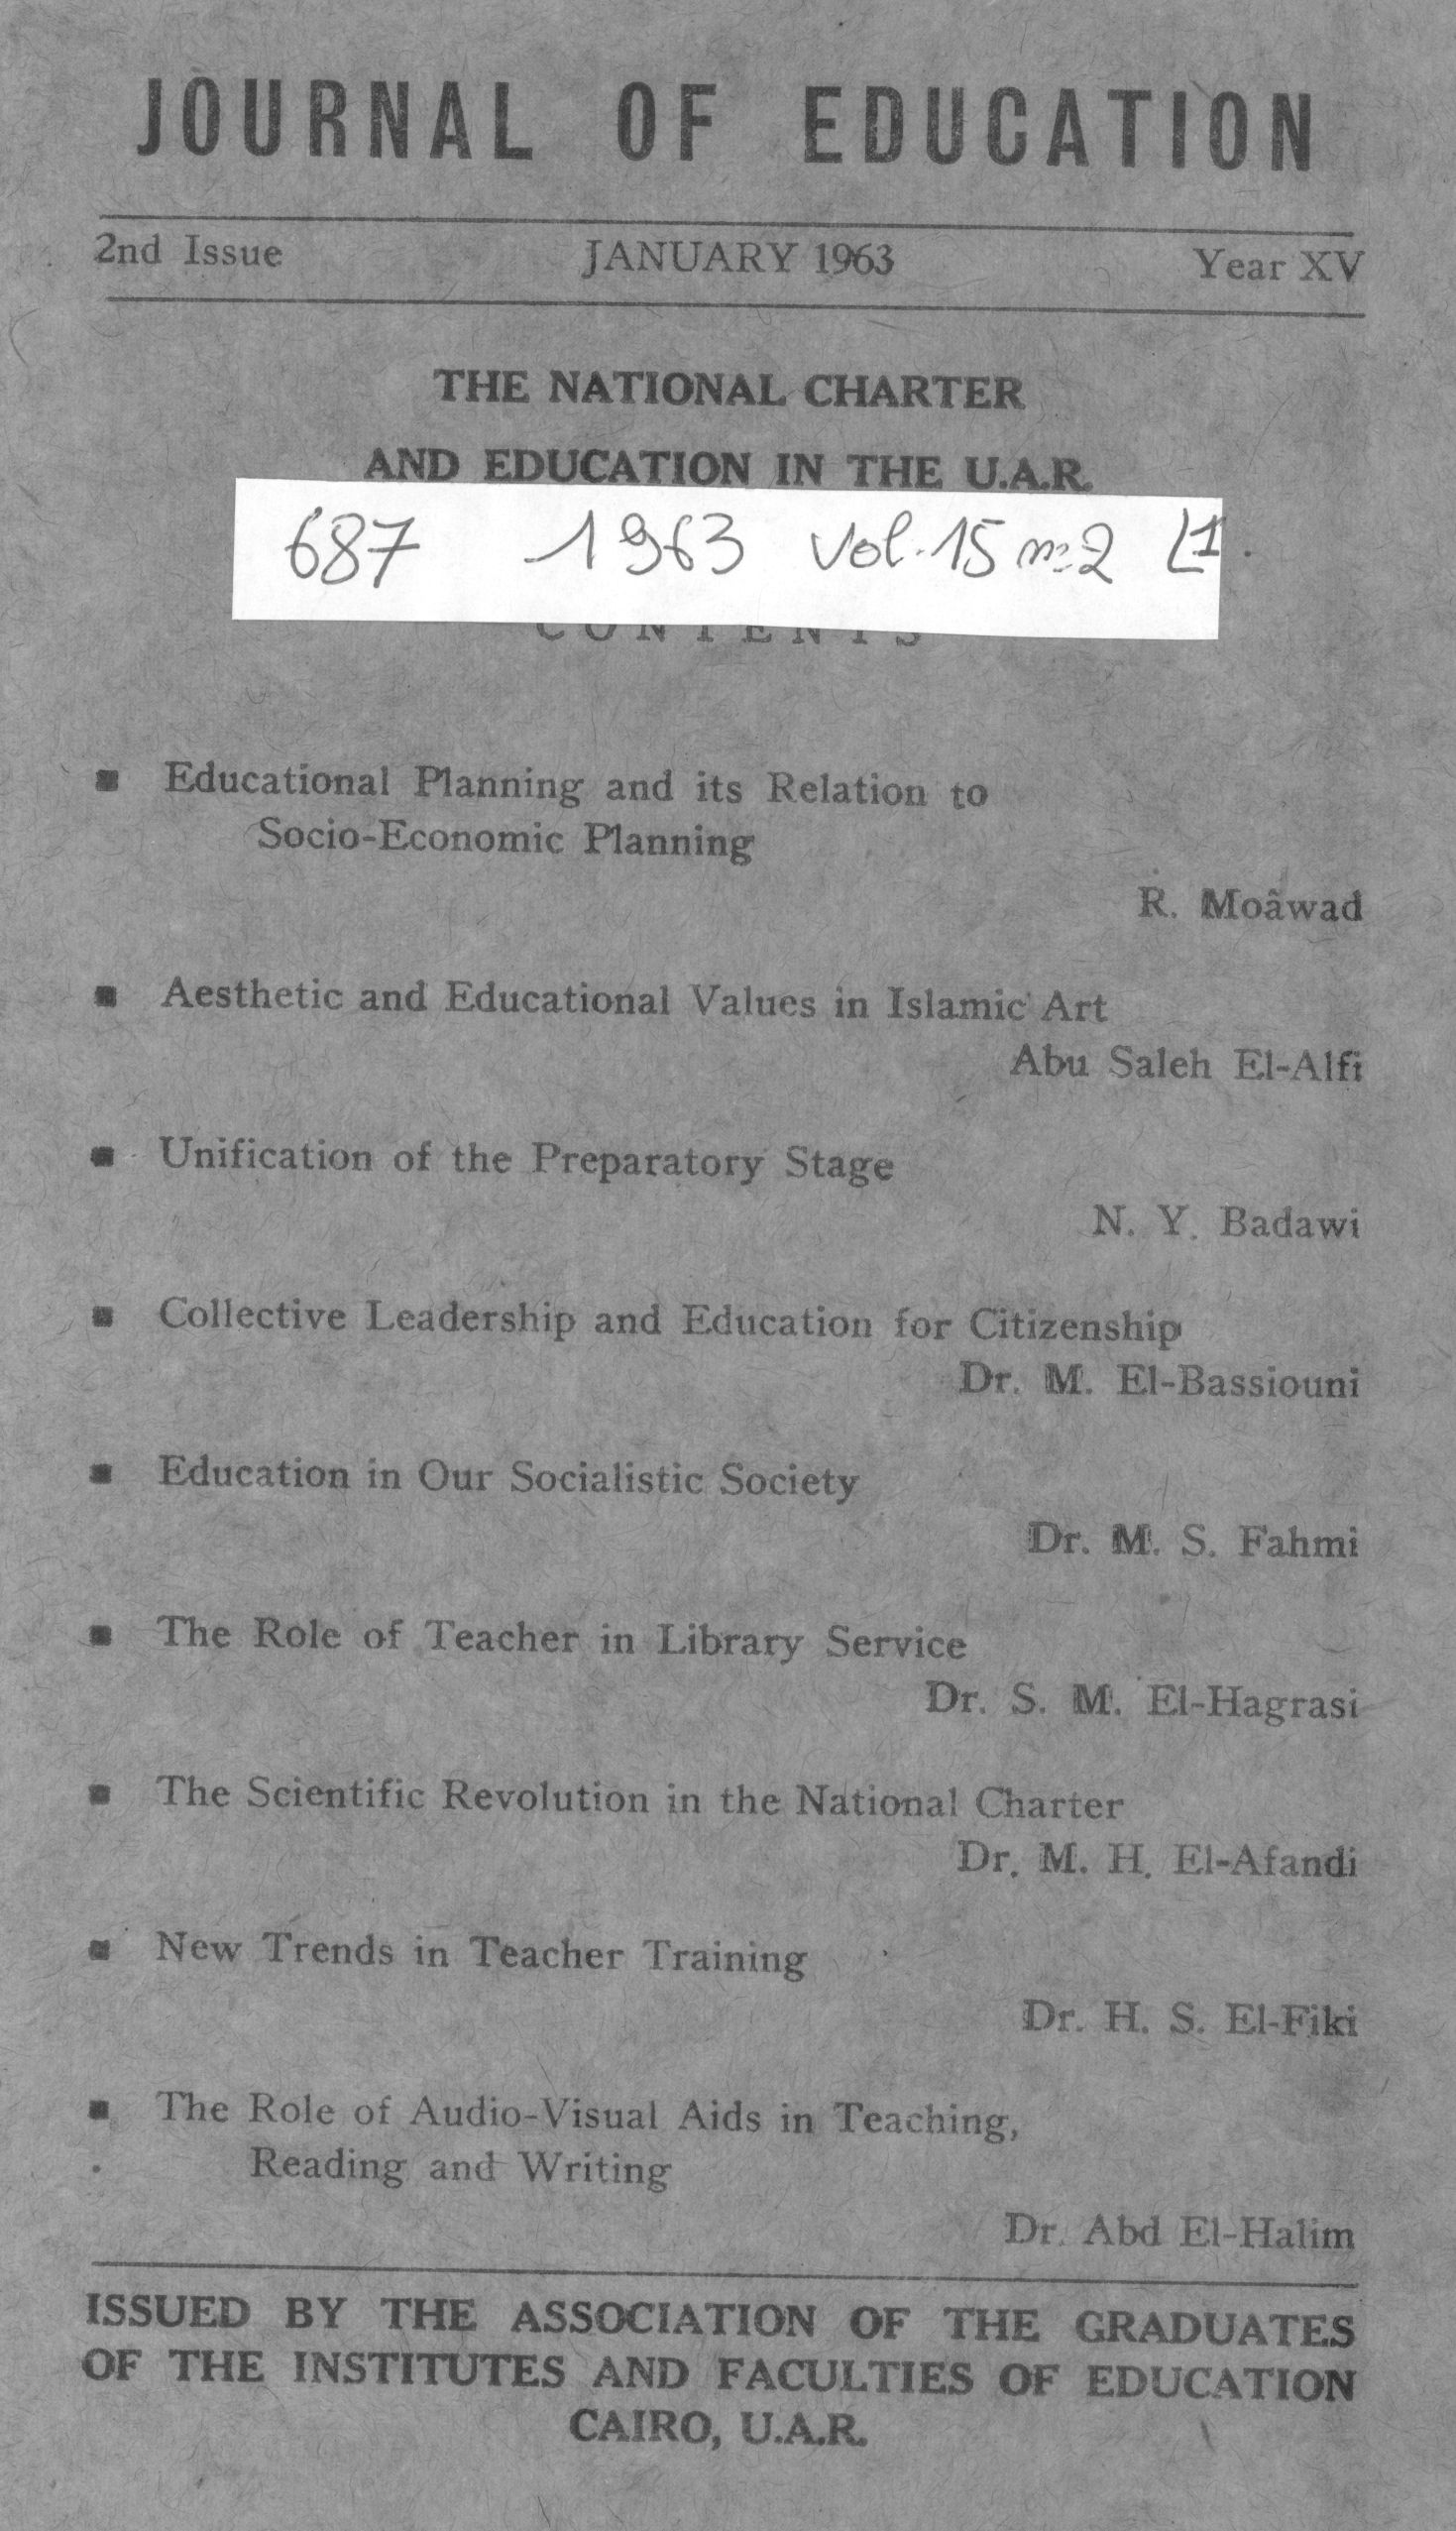 JOURNAL OF EDUCATION
2nd Issue JANUARY 1963 Year XV
THE NATIONAL CHARTER
AND EDUCATION IN THE U.A.R.
687 1963 vol.15 nº2 L1.
CONTENTS
▪ Educational Planning and its Relation to
Socio-Economic Planning
R. Moâwad
▪ Aesthetic and Educational Values in Islamic Art
Abu Saleh El-Alfi
▪ Unification of the Preparatory Stage
N. Y. Badawi
▪ Collective Leadership and Education for Citizenship
Dr. M. El-Bassiouni
▪ Education in Our Socialistic Society
Dr. M. S. Fahmi
▪ The Role of Teacher in Library Service
Dr. S. M. El-Hagrasi
▪ The Scientific Revolution in the National Charter
Dr. M. H. El-Afandi
▪ New Trends in Teacher Training
Dr. H. S. El-Fiki
▪ The Role of Audio-Visual Aids in Teaching,
Reading and Writing
Dr. Abd El-Halim
ISSUED BY THE ASSOCIATION OF THE GRADUATES
OF THE INSTITUTES AND FACULTIES OF EDUCATION
CAIRO, U.A.R.